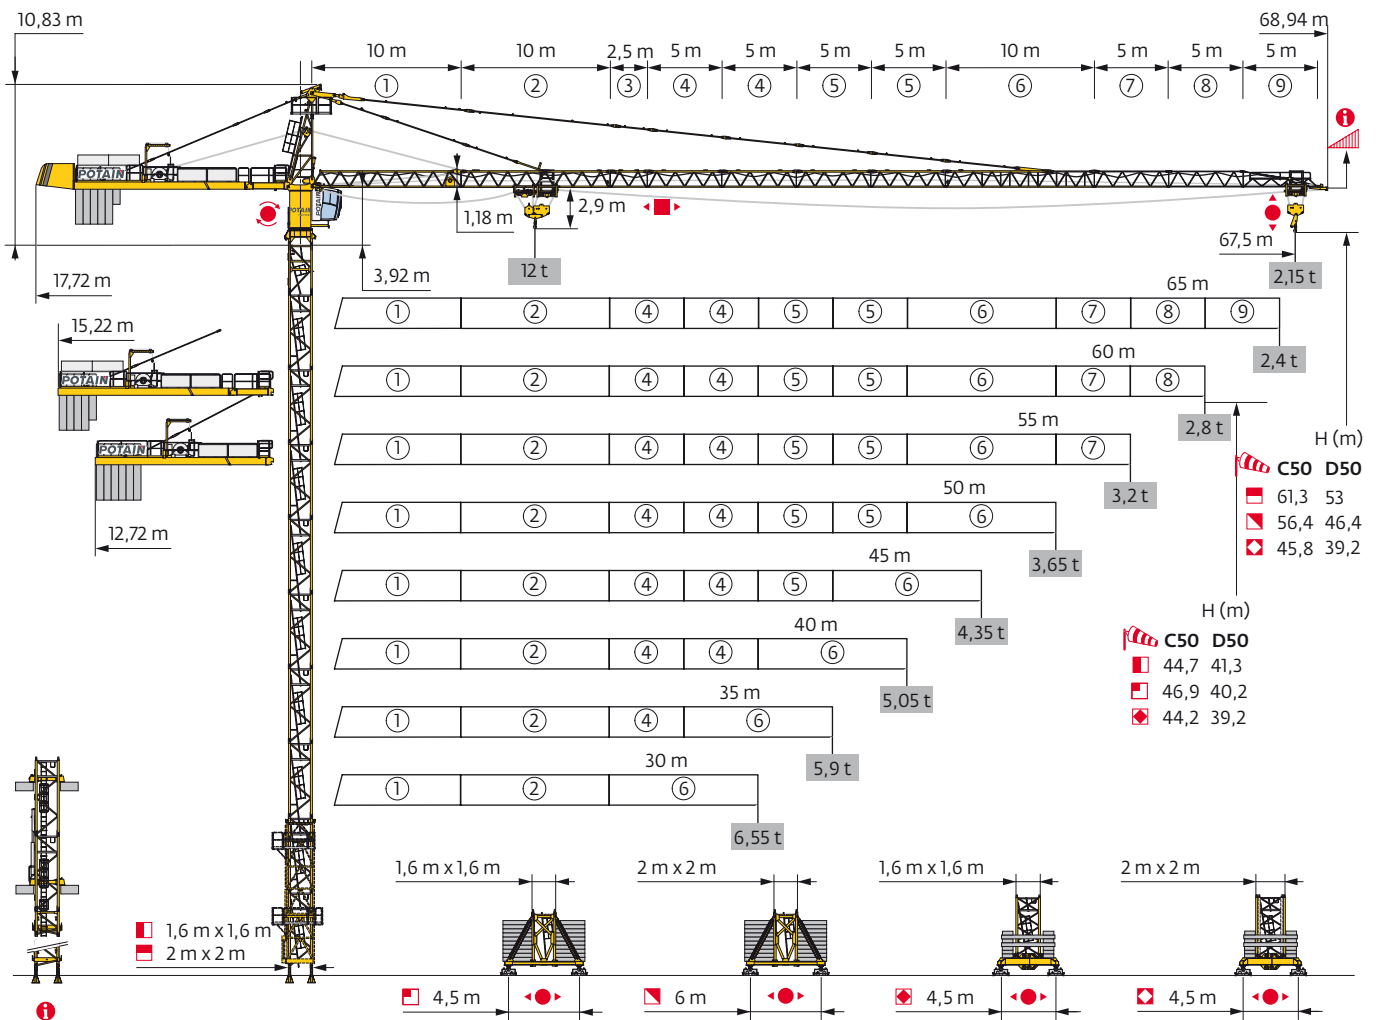 10,83 m
68,94 m
10 m 10 m 2,5 m 5 m 5 m 5 m 5 m 10 m 5 m 5 m 5 m
1 2 3 4 4 5 5 6 7 8 9
i
POTAIN
POTAIN
POTAIN
2,9 m
1,18 m
67,5 m
12 t
3,92 m
2,15 t
17,72 m
65 m
1 2 4 4 5 5 6 7 8 9
15,22 m
2,4 t
60 m
POTAIN
1 2 4 4 5 5 6 7 8
2,8 t
55 m
H (m)
POTAIN
1 2 4 4 5 5 6 7
C50 D50
3,2 t
61,3 53
50 m
1 2 4 4 5 5 6
56,4 46,4
12,72 m
45,8 39,2
3,65 t
45 m
1 2 4 4 5 6
H (m)
4,35 t
40 m
C50 D50
1 2 4 4 6
44,7 41,3
46,9 40,2
5,05 t
35 m
44,2 39,2
1 2 4 6
30 m
5,9 t
1 2 6
6,55 t
1,6 m x 1,6 m 2 m x 2 m 1,6 m x 1,6 m 2 m x 2 m
1,6 m x 1,6 m
2 m x 2 m
4,5 m 6 m 4,5 m 4,5 m
i